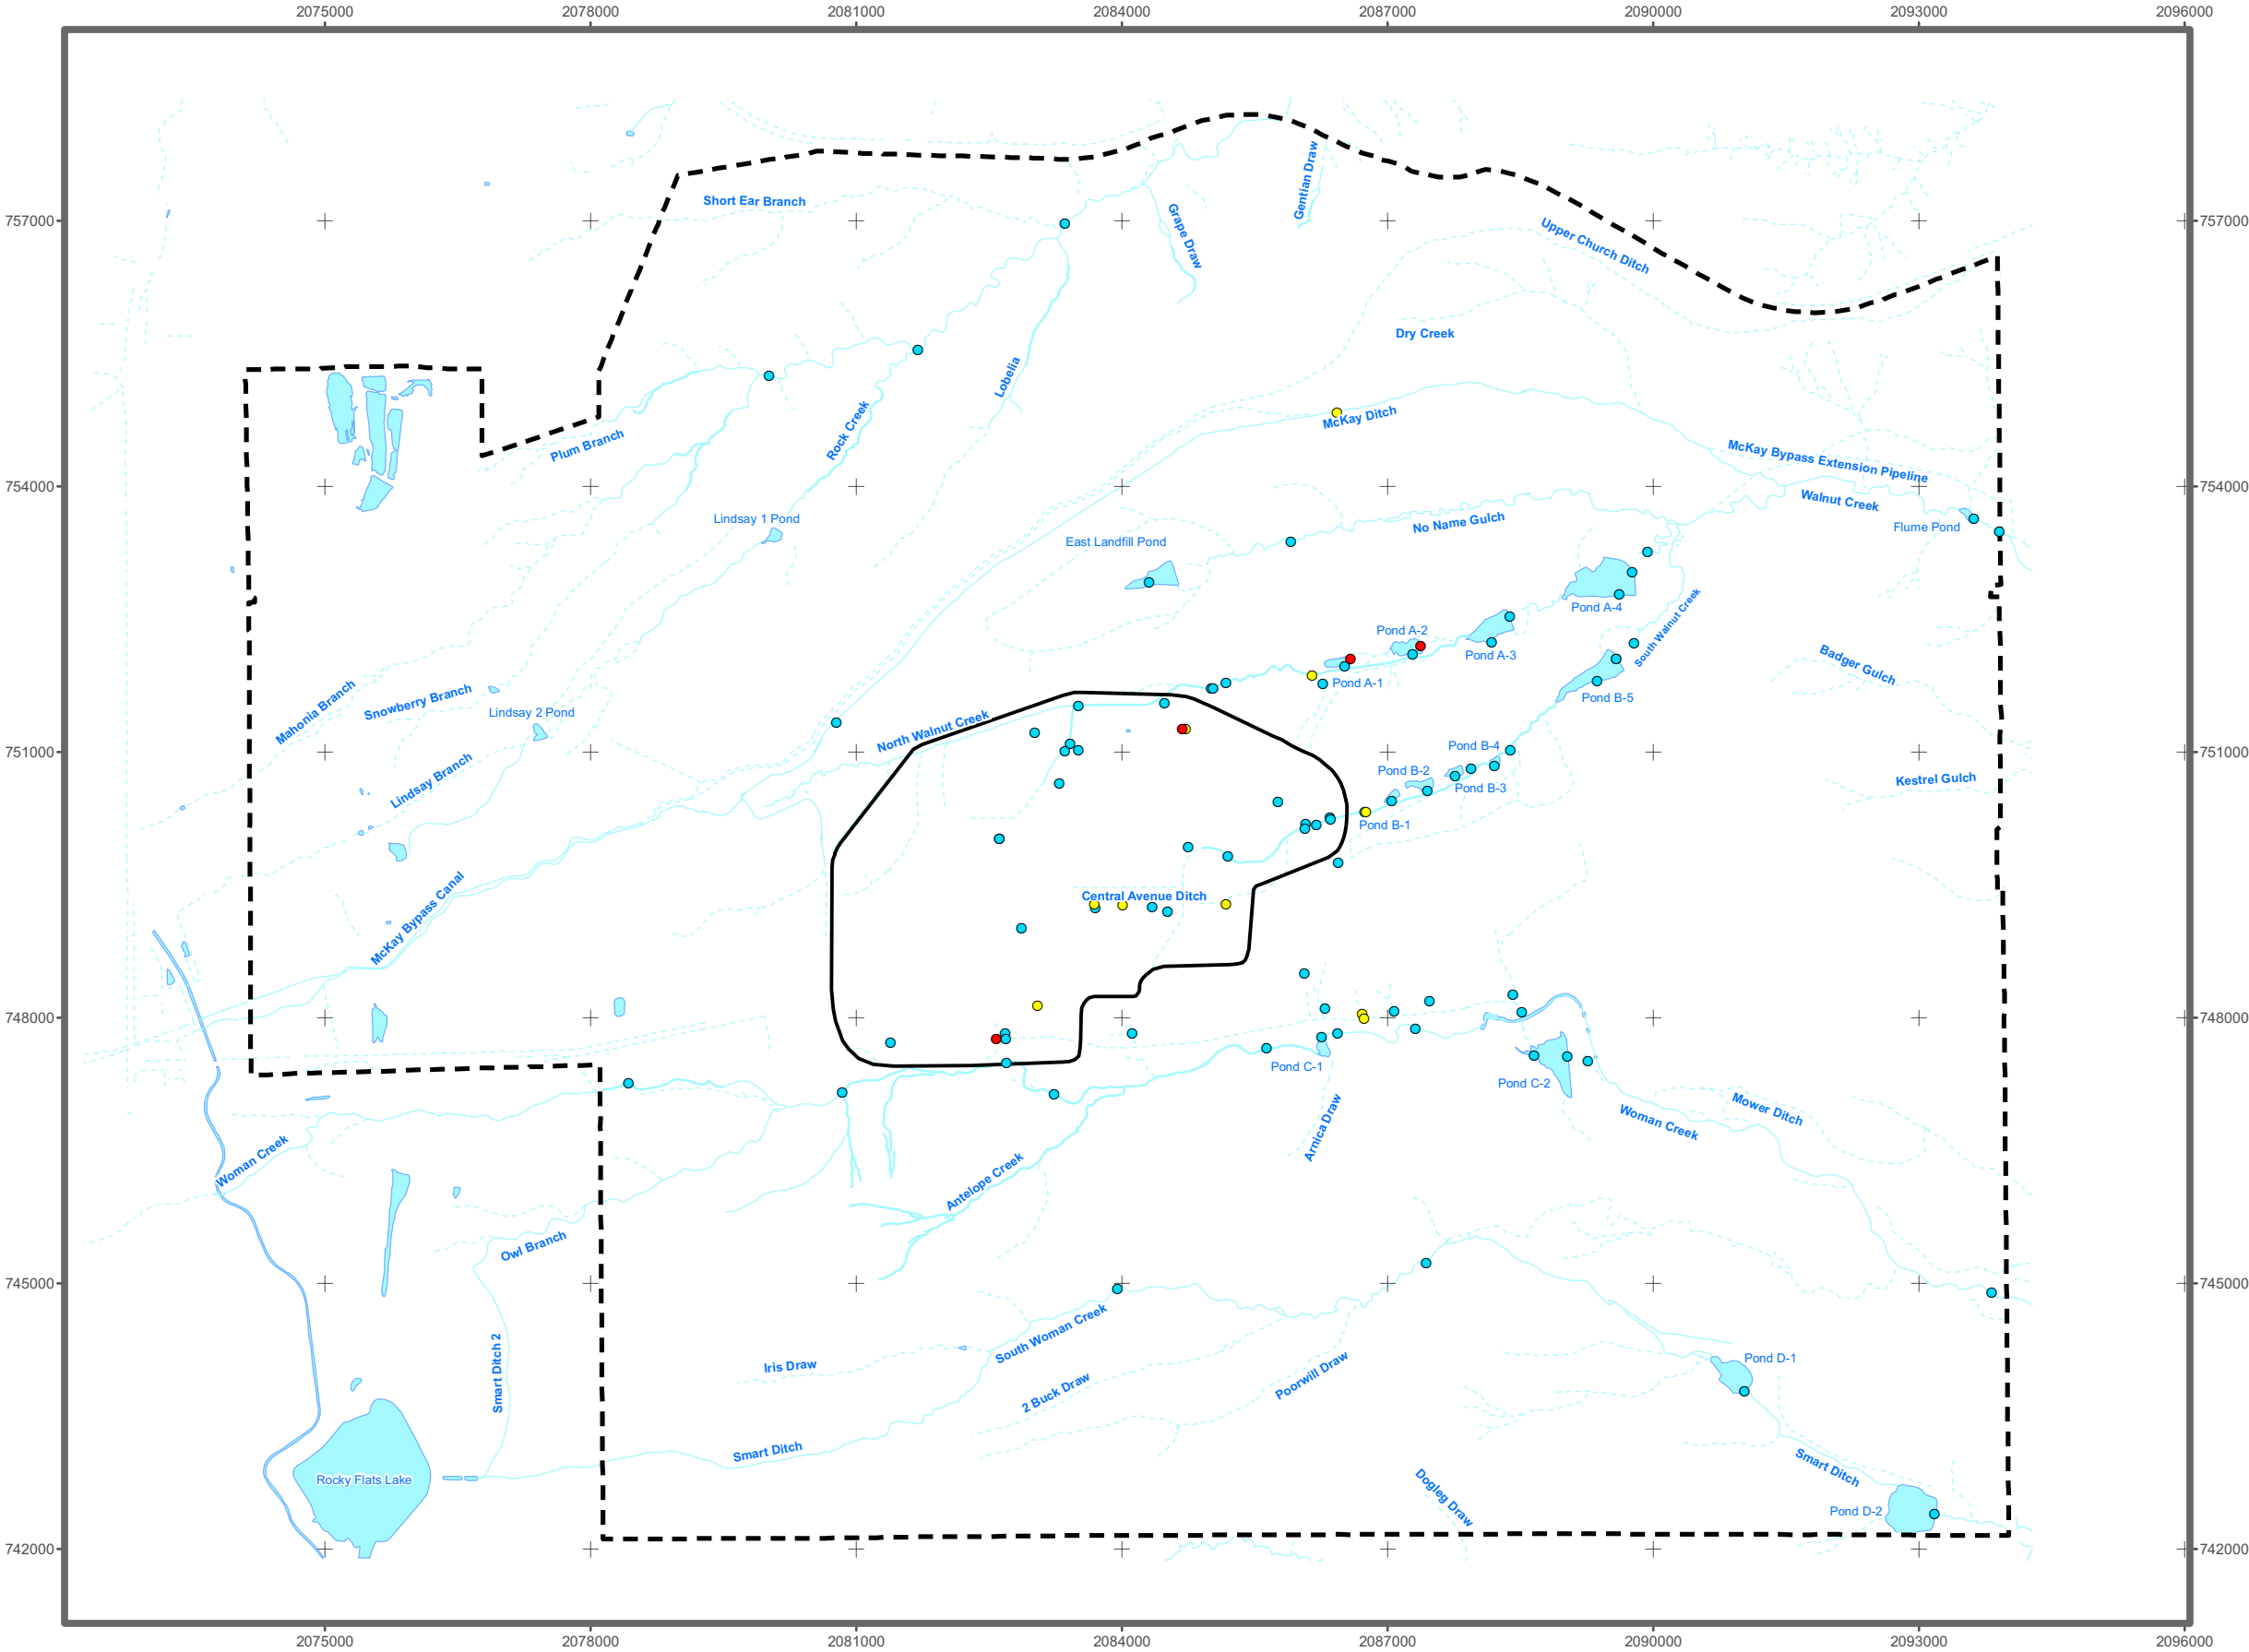 2075000 2078000 2081000 2084000 2087000 2090000 2093000 2096000
757000 757000
Short Ear Branch
Grape Draw
Gentian Draw
Upper Church Ditch
Dry Creek
Lobelia
Rock Creek
McKay Ditch
Plum Branch
McKay Bypass Extension Pipeline
754000 754000
Walnut Creek
Lindsay 1 Pond
No Name Gulch
Flume Pond
East Landfill Pond
Pond A-4
South Walnut Creek
Pond A-2
Pond A-3
Badger Gulch
Pond A-1
Pond B-5
Mahonia Branch
Snowberry Branch
Lindsay 2 Pond
North Walnut Creek
751000 751000
Pond B-4
Lindsay Branch
Pond B-2
Kestrel Gulch
Pond B-3
Pond B-1
Central Avenue Ditch
McKay Bypass Canal
748000 748000
Pond C-1
Pond C-2
Mower Ditch
Woman Creek
Arnica Draw
Woman Creek
Antelope Creek
Owl Branch
745000 745000
South Woman Creek
Smart Ditch 2
Iris Draw
Pond D-1
2 Buck Draw
Poorwill Draw
Smart Ditch
Smart Ditch
Rocky Flats Lake
Dogleg Draw
Pond D-2
742000 742000
2075000 2078000 2081000 2084000 2087000 2090000 2093000 2096000